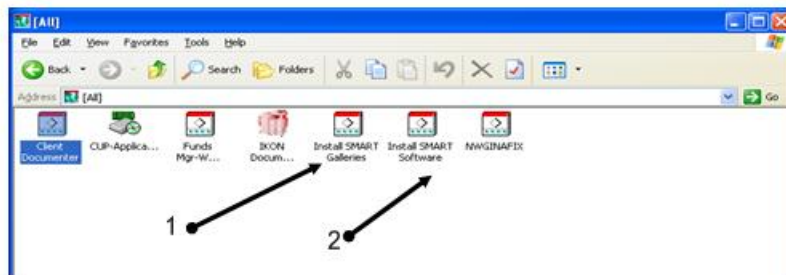 [All]
File Edit View Favorites Tools Help
Back Search Folders
Address [All] Go
Client Documenter
CUP-Applica...
Funds Mgr-W...
IKON Docum...
Install SMART Galleries
Install SMART Software
NWGINAFIX
1
2